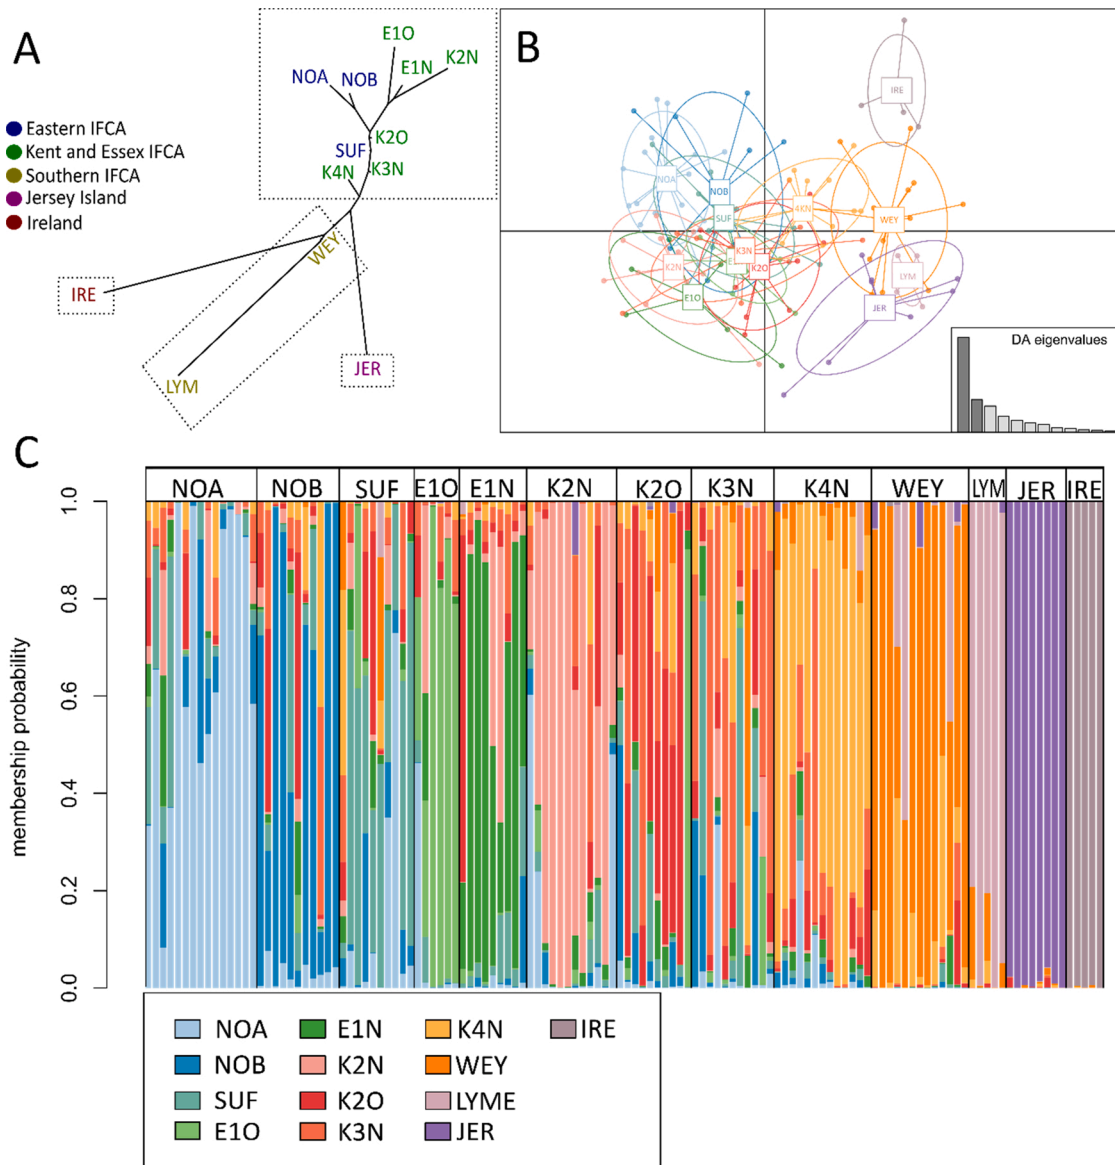 A
E1O
K2N
E1N
NOA
NOB
K2O
SUF
K3N
K4N
WEY
IRE
LYM
JER
Eastern IFCA
Kent and Essex IFCA
Southern IFCA
Jersey Island
Ireland
B
IRE
NOA
NOB
SUF
4KN
WEY
K3N
K2N
K2O
E1O
LYM
JER
DA eigenvalues
C
NOA NOB SUF E1O E1N K2N K2O K3N K4N WEY LYM JER IRE
membership probability
1.0
0.8
0.6
0.4
0.2
0.0
NOA E1N K4N IRE
NOB K2N WEY
SUF K2O LYME
E1O K3N JER